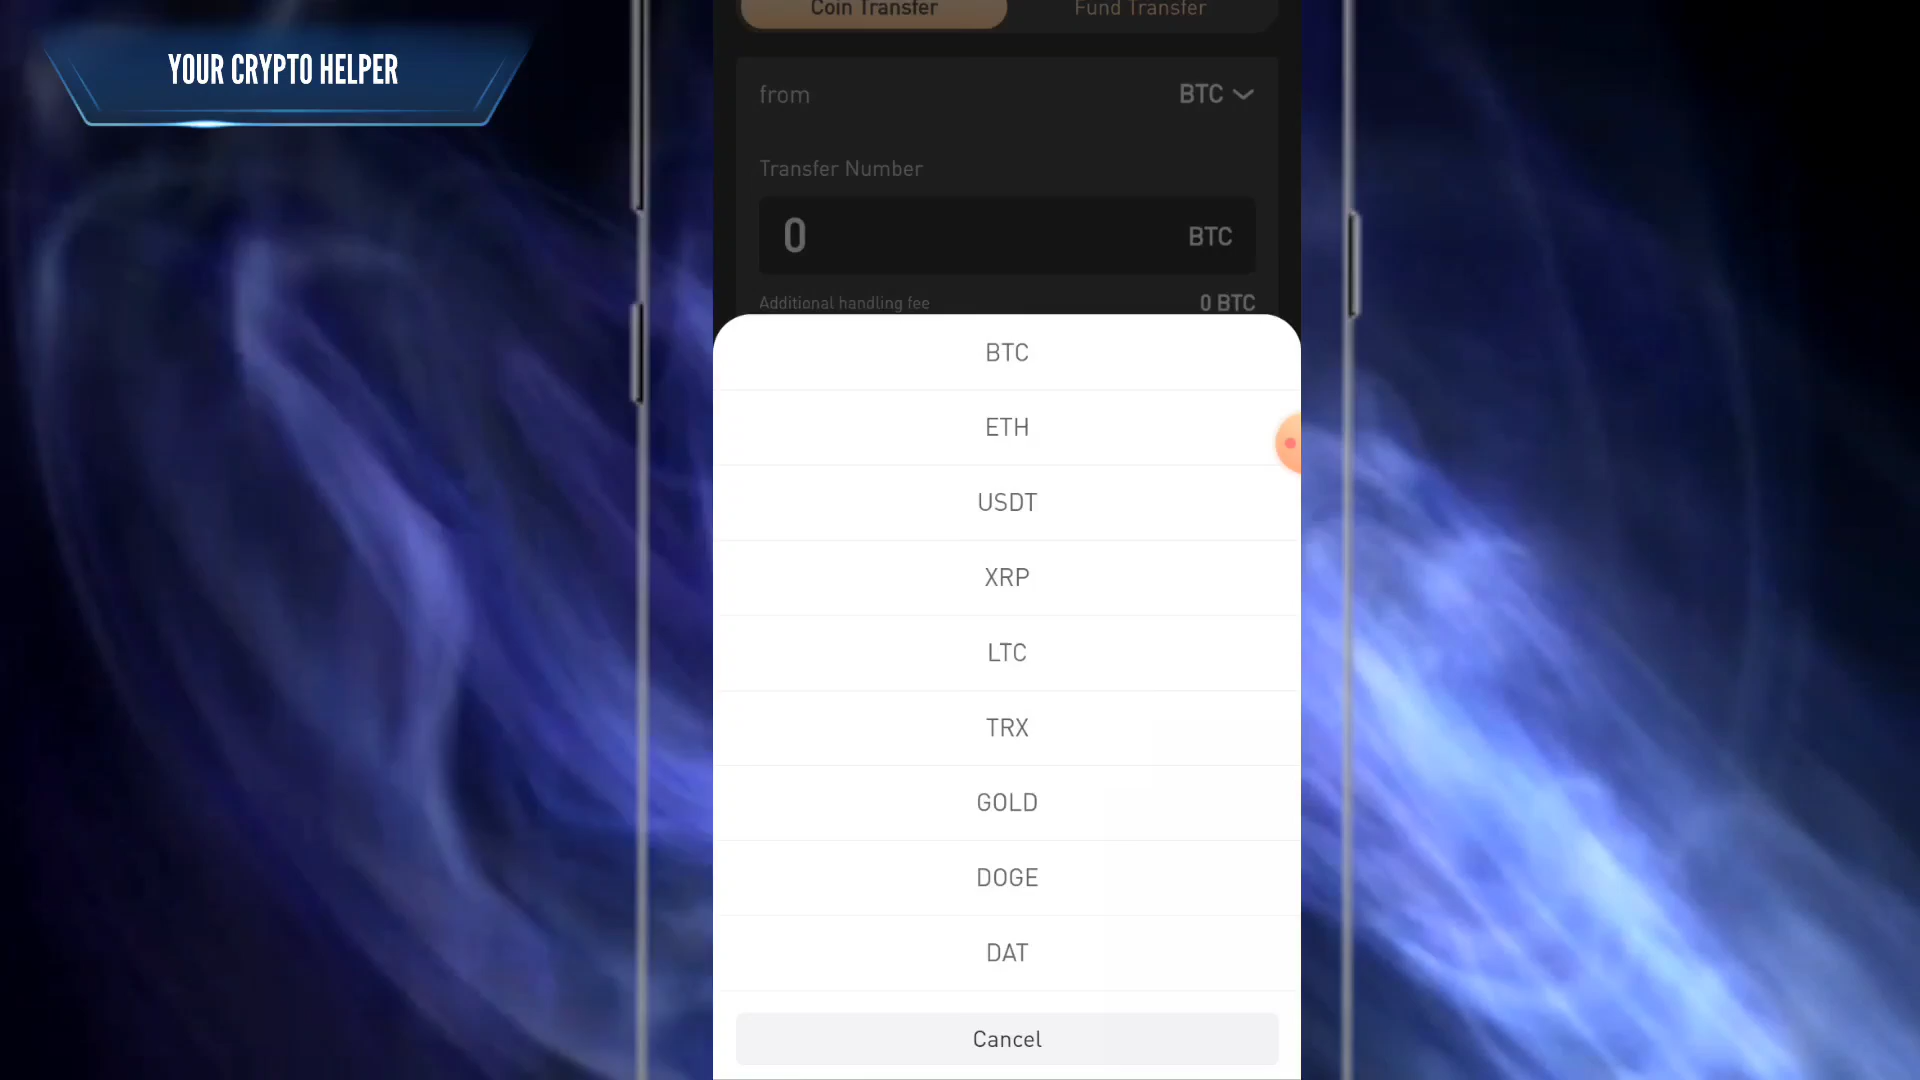 YOUR CRYPTO HELPER
Coin Transfer
Fund Transfer
from
BTC
Transfer Number
0
BTC
Additional handling fee
0 BTC
BTC
ETH
USDT
XRP
LTC
TRX
GOLD
DOGE
DAT
Cancel